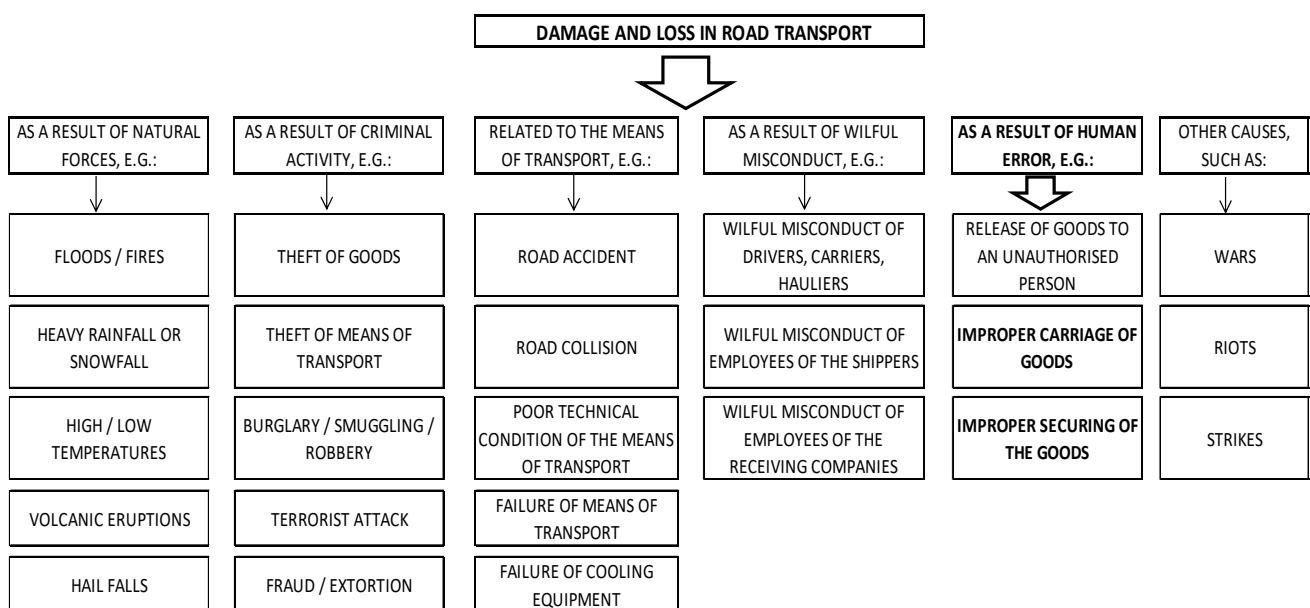 DAMAGE AND LOSS IN ROAD TRANSPORT
AS A RESULT OF NATURAL
FORCES, E.G.:
FLOODS / FIRES
HEAVY RAINFALL OR
SNOWFALL
HIGH / LOW
TEMPERATURES
VOLCANIC ERUPTIONS
HAIL FALLS
AS A RESULT OF CRIMINAL
ACTIVITY, E.G.:
THEFT OF GOODS
THEFT OF MEANS OF
TRANSPORT
BURGLARY / SMUGGLING /
ROBBERY
TERRORIST ATTACK
FRAUD / EXTORTION
RELATED TO THE MEANS
OF TRANSPORT, E.G.:
ROAD ACCIDENT
ROAD COLLISION
POOR TECHNICAL
CONDITION OF THE MEANS
OF TRANSPORT
FAILURE OF MEANS OF
TRANSPORT
FAILURE OF COOLING
EQUIPMENT
AS A RESULT OF WILFUL
MISCONDUCT, E.G.:
WILFUL MISCONDUCT OF
DRIVERS, CARRIERS,
HAULIERS
WILFUL MISCONDUCT OF
EMPLOYEES OF THE SHIPPERS
WILFUL MISCONDUCT OF
EMPLOYEES OF THE
RECEIVING COMPANIES
AS A RESULT OF HUMAN
ERROR, E.G.:
RELEASE OF GOODS TO
AN UNAUTHORISED
PERSON
IMPROPER CARRIAGE OF
GOODS
IMPROPER SECURING OF
THE GOODS
OTHER CAUSES,
SUCH AS:
WARS
RIOTS
STRIKES